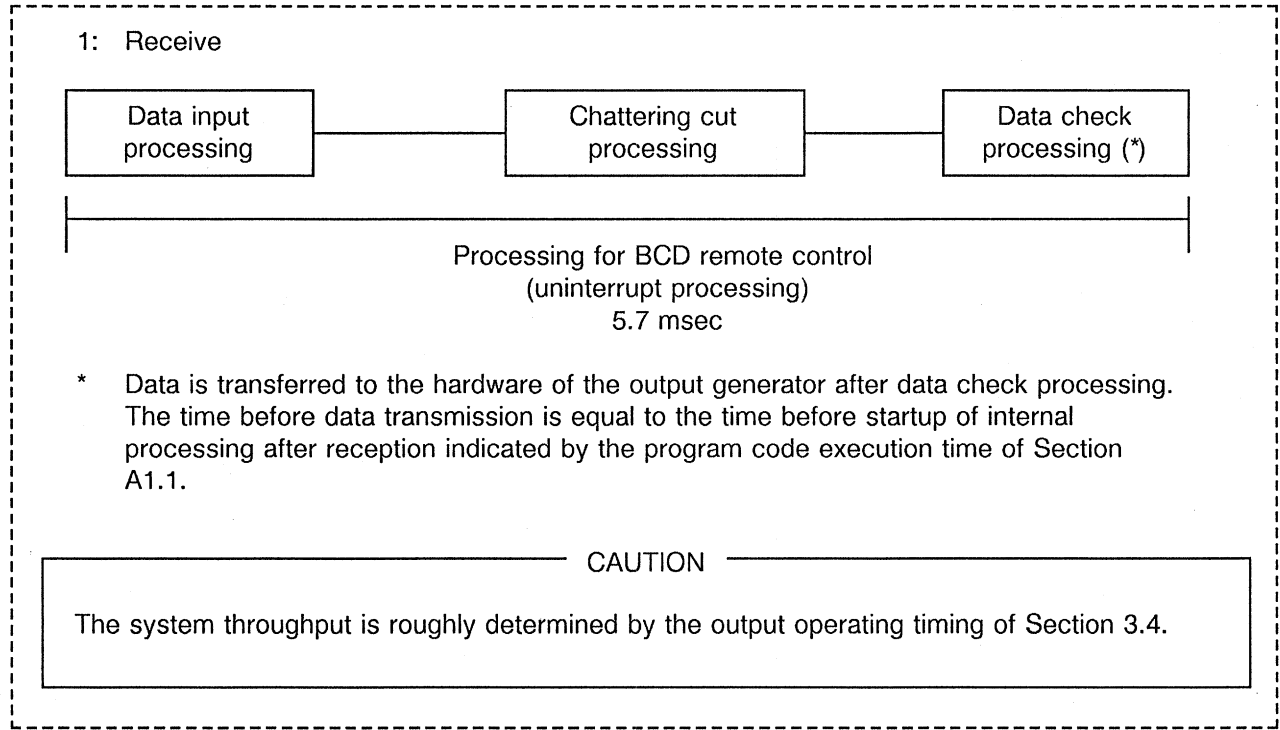 1: Receive
Data input
processing
Chattering cut
processing
Data check
processing (*)
Processing for BCD remote control
(uninterrupt processing)
5.7 msec
* Data is transferred to the hardware of the output generator after data check processing.
The time before data transmission is equal to the time before startup of internal
processing after reception indicated by the program code execution time of Section
A1.1.
CAUTION
The system throughput is roughly determined by the output operating timing of Section 3.4.